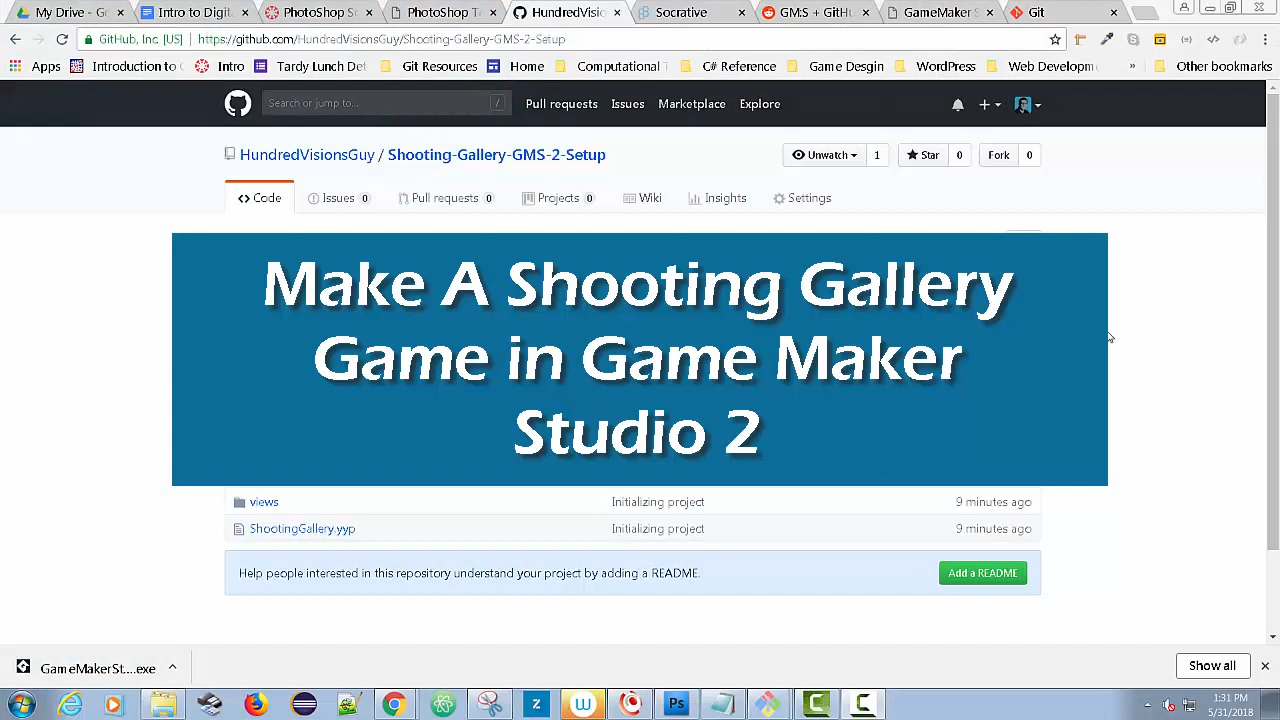 My Drive - Go
Intro to Digit
PhotoShop S
PhotoShop Te
HundredVisio
Socrative
GM:S + GitHu
GameMaker S
Git
GitHub, Inc. [US]
https://github.com/HundredVisionsGuy/Shooting-Gallery-GMS-2-Setup
Apps
Introduction to C
Intro
Tardy Lunch Det
Git Resources
Home
Computational T
C# Reference
Game Desgin
WordPress
Web Developm
»
Other bookmarks
Search or jump to...
/
Pull requests
Issues
Marketplace
Explore
HundredVisionsGuy / Shooting-Gallery-GMS-2-Setup
Unwatch 1
Star 0
Fork 0
Code
Issues 0
Pull requests 0
Projects 0
Wiki
Insights
Settings
Make A Shooting Gallery
Game in Game Maker
Studio 2
views Initializing project 9 minutes ago
ShootingGallery.yyp Initializing project 9 minutes ago
Help people interested in this repository understand your project by adding a README.
Add a README
GameMakerSt....exe
Show all
1:31 PM
5/31/2018